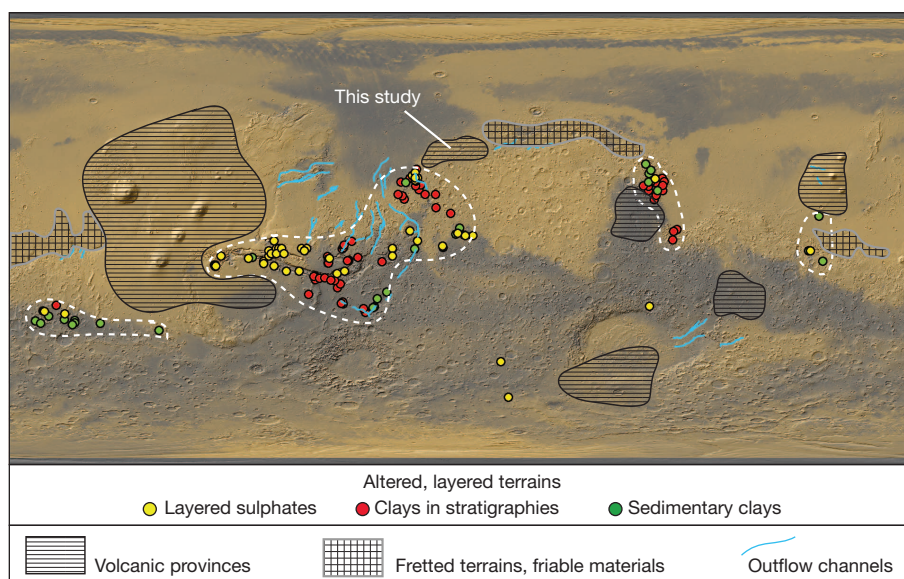 This study
Altered, layered terrains
Layered sulphates Clays in stratigraphies Sedimentary clays
Volcanic provinces Fretted terrains, friable materials Outflow channels